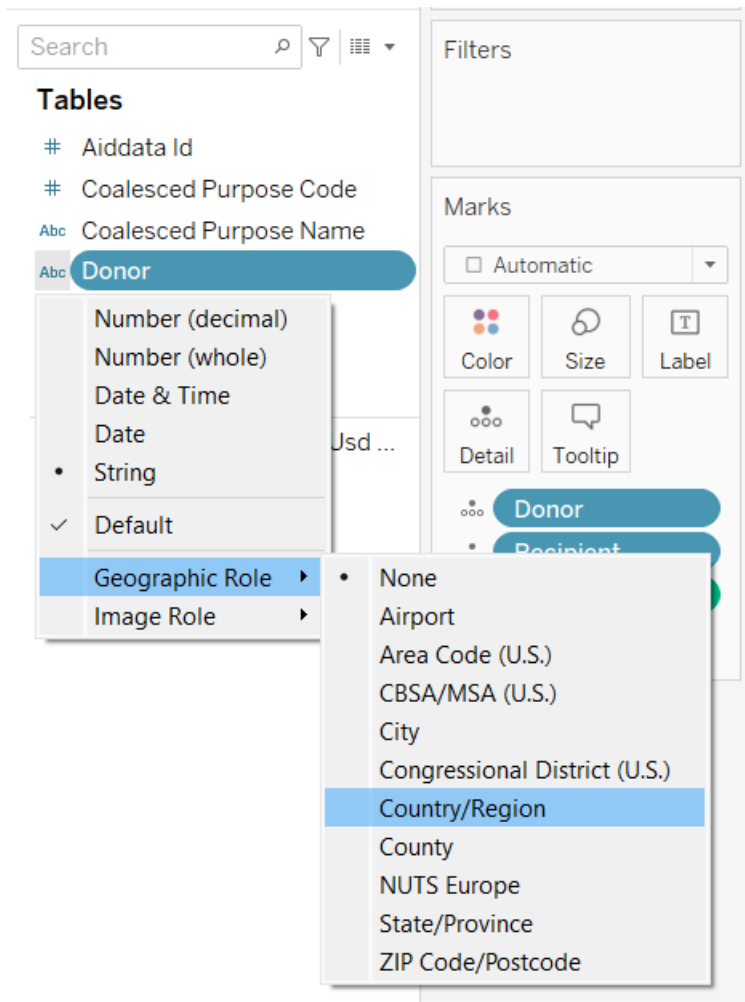 Search
Tables
# Aiddata Id
# Coalesced Purpose Code
Abc Coalesced Purpose Name
Abc Donor
Number (decimal)
Number (whole)
Date & Time
Date
String
Default
Geographic Role
Image Role
Usd ...
None
Airport
Area Code (U.S.)
CBSA/MSA (U.S.)
City
Congressional District (U.S.)
Country/Region
County
NUTS Europe
State/Province
ZIP Code/Postcode
Filters
Marks
Automatic
Color Size T Label
Detail Tooltip
Donor
Recipient